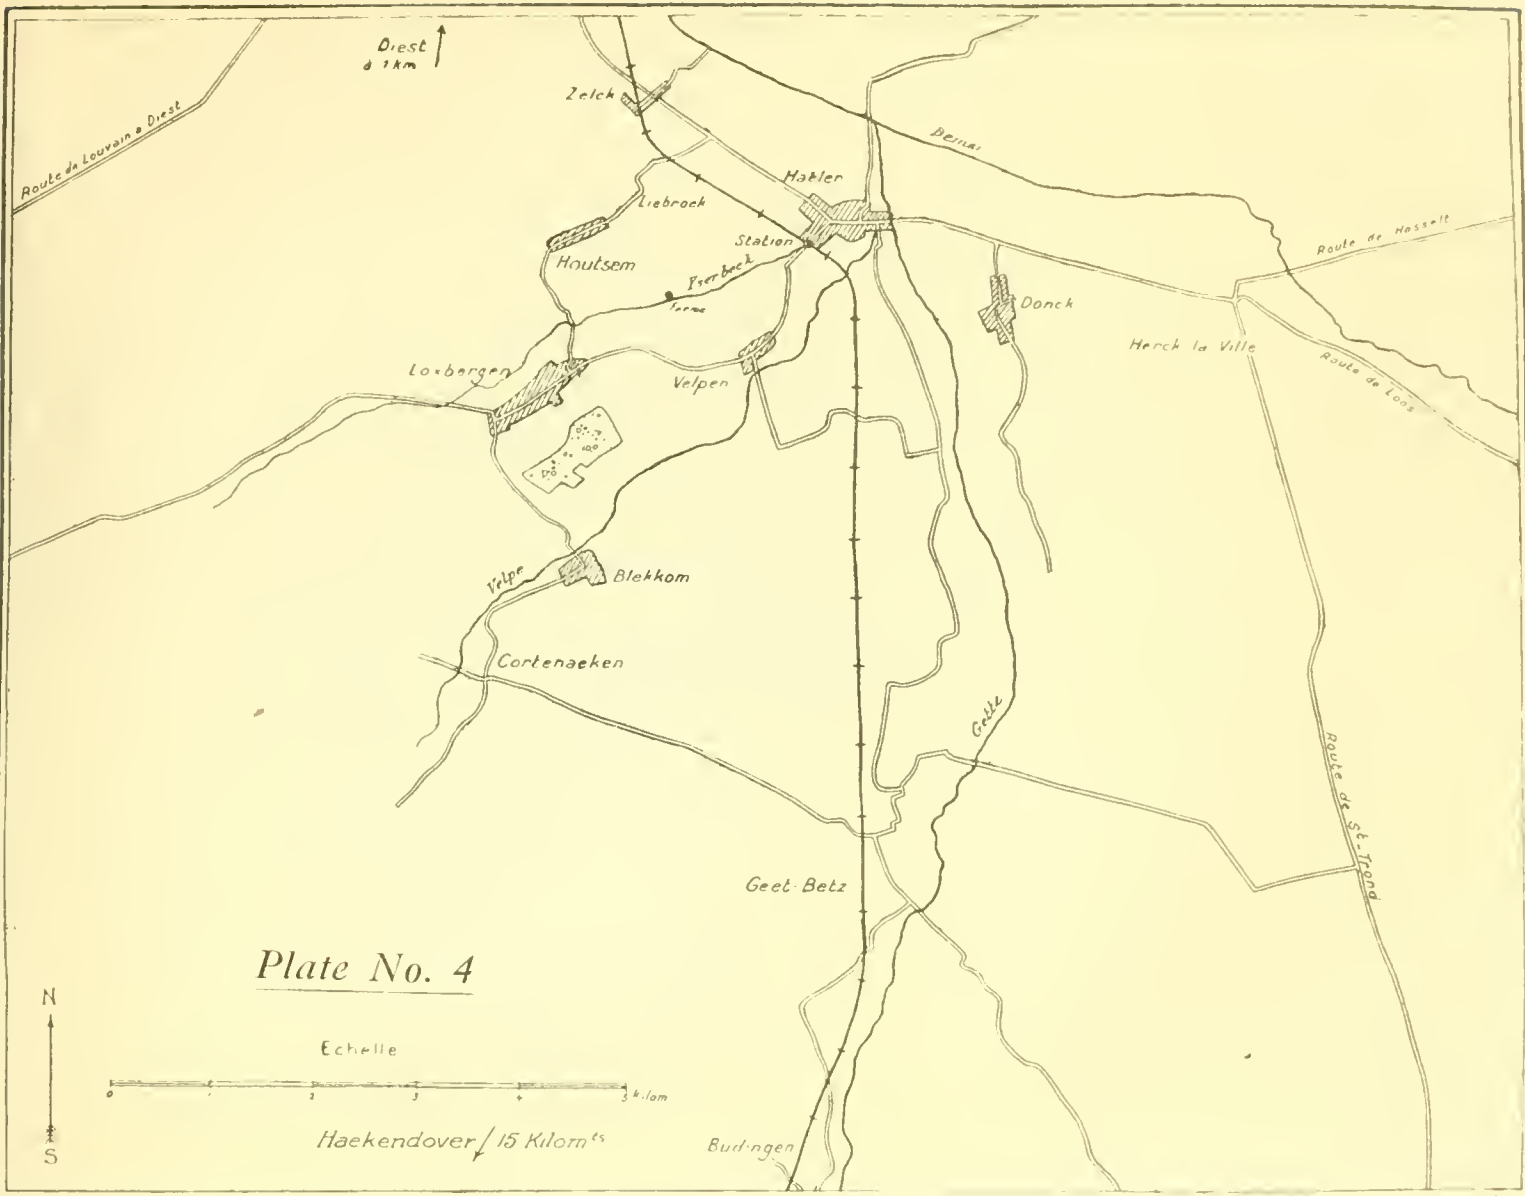 Diest
à 1 km
Zelck
Route de Louvain à Diest
Demer
Haelen
Liebroek
Station
Route de Hasselt
Houtsem
Yserbeek
Ferme
Donck
Herck la Ville
Loxbergen
Velpen
Route de Loos
Velpe
Blekkom
Cortenaeken
Gette
Route de St-Trond
Geet-Betz
Plate No. 4
N
Echelle
0 1 2 3 4 5 kilom
Haekendover 15 Kilomts
S
Budingen